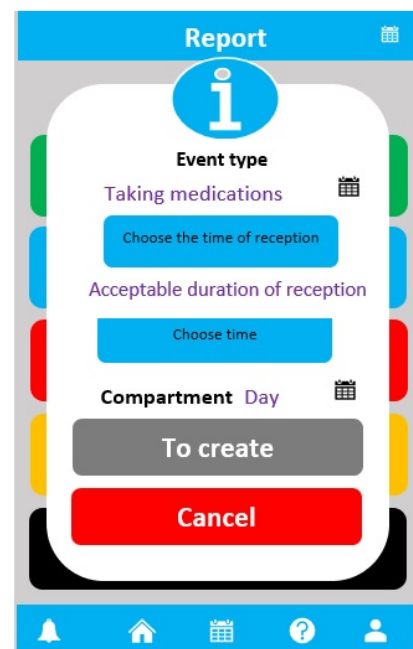 Report
Event type
Taking medications
Choose the time of reception
Acceptable duration of reception
Choose time
Compartment Day
To create
Cancel